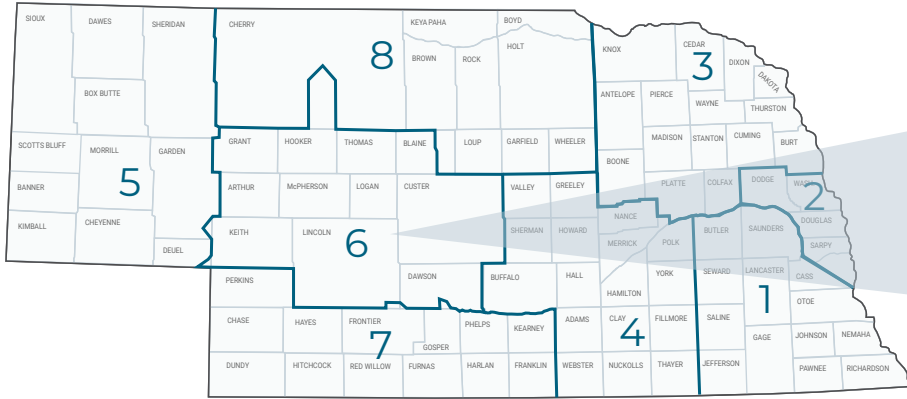 SIOUX
DAWES
SHERIDAN
CHERRY
KEYA PAHA
BOYD
8
BROWN
ROCK
HOLT
KNOX
CEDAR
3
DIXON
DAKOTA
BOX BUTTE
ANTELOPE
PIERCE
WAYNE
THURSTON
SCOTTS BLUFF
MORRILL
GARDEN
GRANT
HOOKER
THOMAS
BLAINE
LOUP
GARFIELD
WHEELER
BOONE
MADISON
STANTON
CUMING
BURT
5
BANNER
ARTHUR
McPHERSON
LOGAN
CUSTER
VALLEY
GREELEY
PLATTE
COLFAX
DODGE
2
KIMBALL
CHEYENNE
DEUEL
KEITH
LINCOLN
6
SHERMAN
HOWARD
NANCE
MERRICK
POLK
BUTLER
SAUNDERS
DOUGLAS
SARPY
PERKINS
DAWSON
BUFFALO
HALL
HAMILTON
YORK
SEWARD
LANCASTER
CASS
1
OTOE
CHASE
HAYES
FRONTIER
7
GOSPER
PHELPS
KEARNEY
ADAMS
CLAY
4
FILLMORE
SALINE
GAGE
JOHNSON
NEMAHA
DUNDY
HITCHCOCK
RED WILLOW
FURNAS
HARLAN
FRANKLIN
WEBSTER
NUCKOLLS
THAYER
JEFFERSON
PAWNEE
RICHARDSON